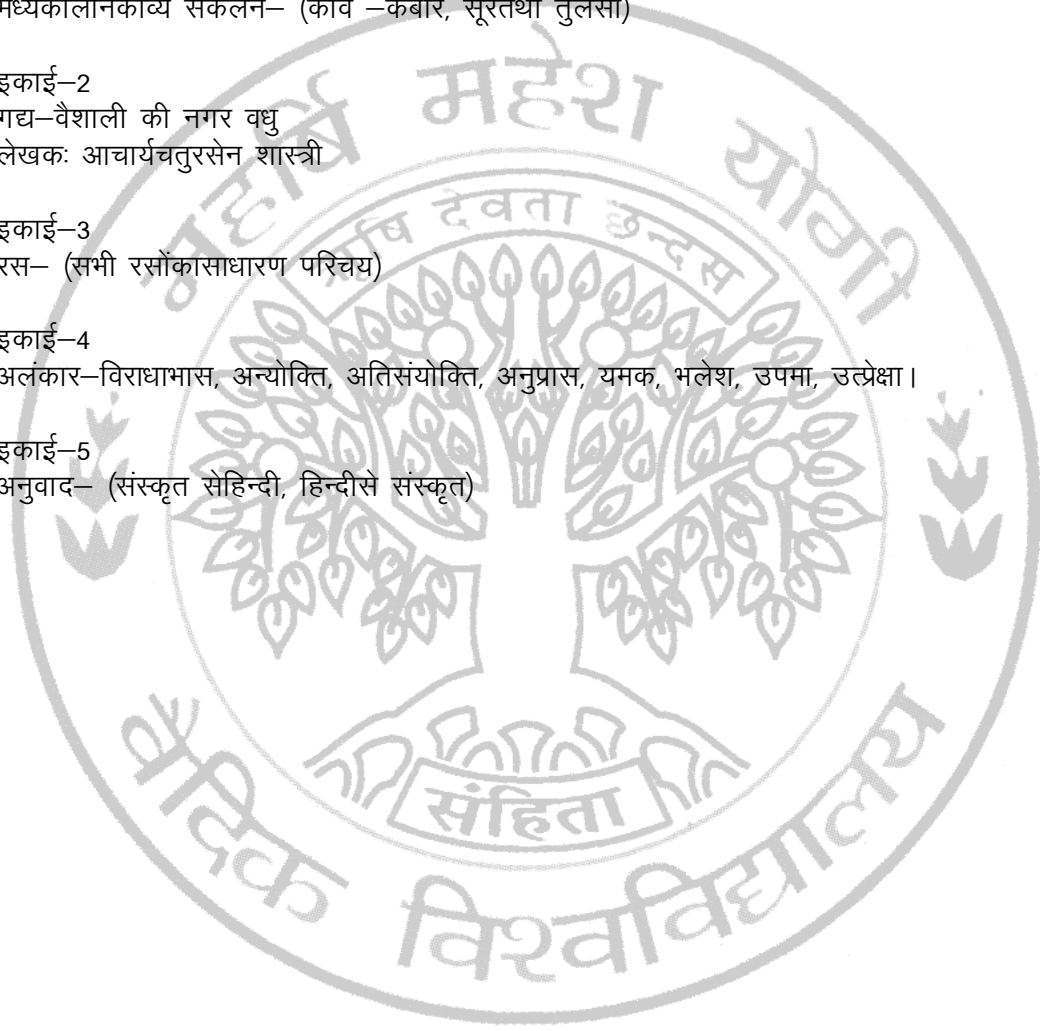 मध्यकालीनकाव्य संकलन– (कवि –कबीर, सूरतथा तुलसी)
इकाई–2
गद्य–वैशाली की नगर वधु
लेखकः आचार्यचतुरसेन शास्त्री
इकाई–3
रस– (सभी रसोंकासाधारण परिचय)
इकाई–4
अलंकार–विराधाभास, अन्योक्ति, अतिसंयोक्ति, अनुप्रास, यमक, भलेश, उपमा, उत्प्रेक्षा।
इकाई–5
अनुवाद– (संस्कृत सेहिन्दी, हिन्दीसे संस्कृत)
महर्षि महेश योगी
ऋषि देवता छन्दस
संहिता
वैदिक विश्वविद्यालय